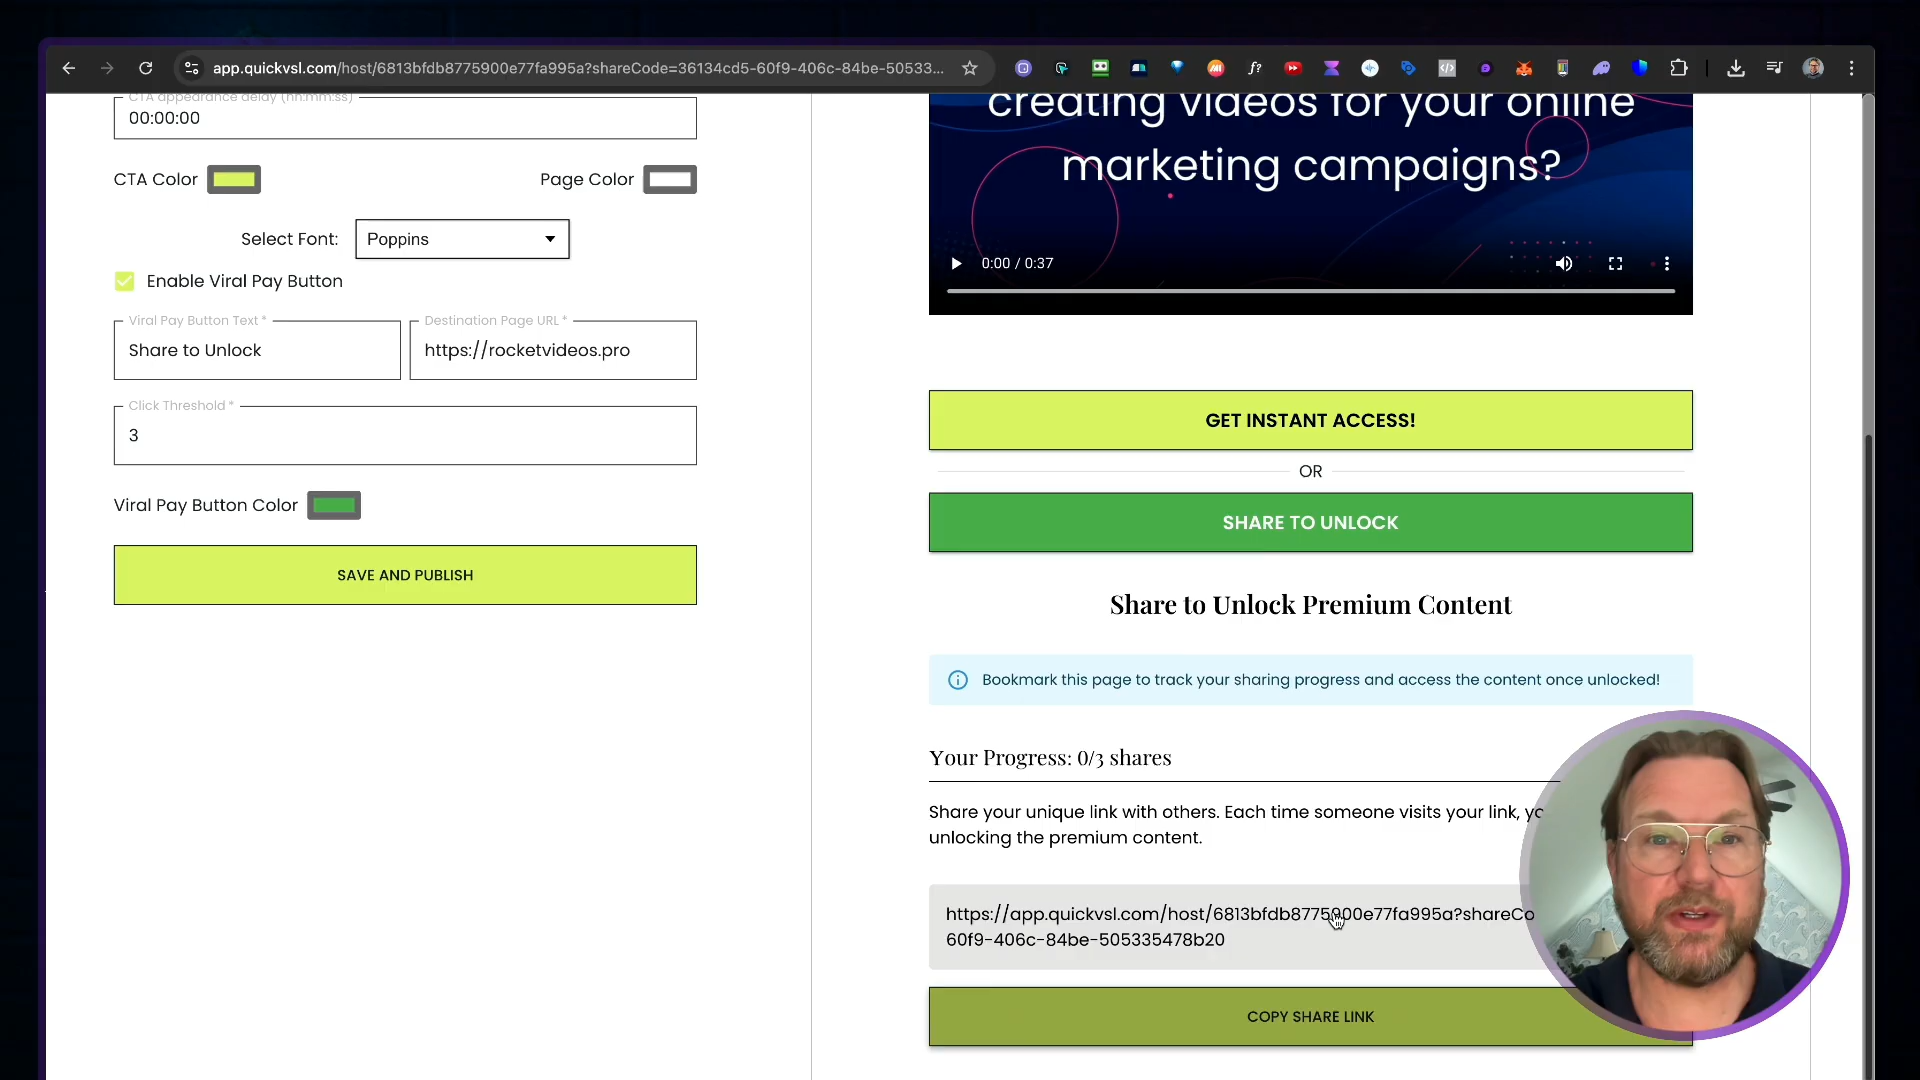 app.quickvsl.com/host/6813bfdb8775900e77fa995a?shareCode=36134cd5-60f9-406c-84be-50533...
CTA appearance delay (hh:mm:ss)
00:00:00
CTA Color
Page Color
Select Font:
Poppins
Enable Viral Pay Button
Viral Pay Button Text *
Share to Unlock
Destination Page URL *
https://rocketvideos.pro
Click Threshold *
3
Viral Pay Button Color
SAVE AND PUBLISH
creating videos for your online
marketing campaigns?
0:00 / 0:37
GET INSTANT ACCESS!
OR
SHARE TO UNLOCK
Share to Unlock Premium Content
Bookmark this page to track your sharing progress and access the content once unlocked!
Your Progress: 0/3 shares
Share your unique link with others. Each time someone visits your link,
unlocking the premium content.
https://app.quickvsl.com/host/6813bfdb8775900e77fa995a?shareCo
60f9-406c-84be-505335478b20
COPY SHARE LINK